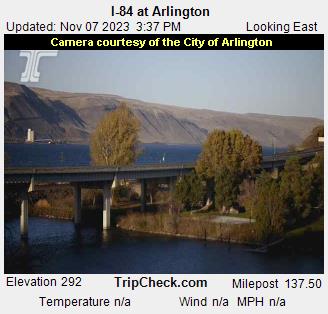 I-84 at Arlington
Updated: Nov 07 2023 3:37 PM Looking East
Camera courtesy of the City of Arlington
Elevation 292 TripCheck.com Milepost 137.50
Temperature n/a Wind n/a MPH n/a